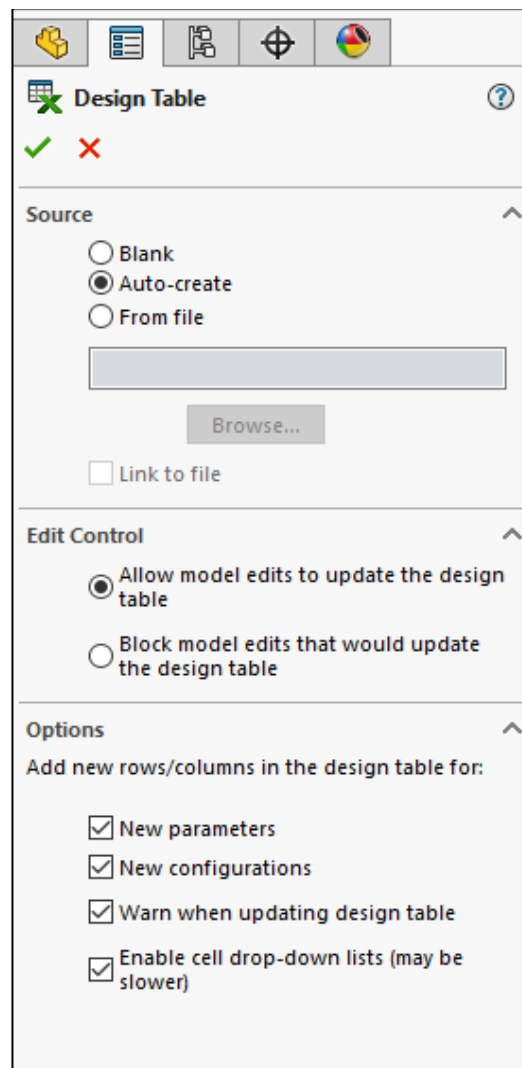 Design Table
?
Source
Blank
Auto-create
From file
Browse...
Link to file
Edit Control
Allow model edits to update the design
table
Block model edits that would update
the design table
Options
Add new rows/columns in the design table for:
New parameters
New configurations
Warn when updating design table
Enable cell drop-down lists (may be
slower)